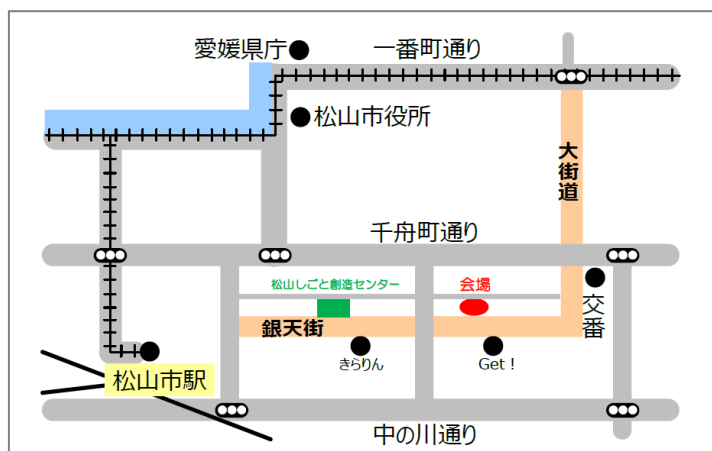 愛媛県庁
一番町通り
松山市役所
大街道
千舟町通り
松山しごと創造センター
会場
交番
銀天街
きらりん
Get！
松山市駅
中の川通り